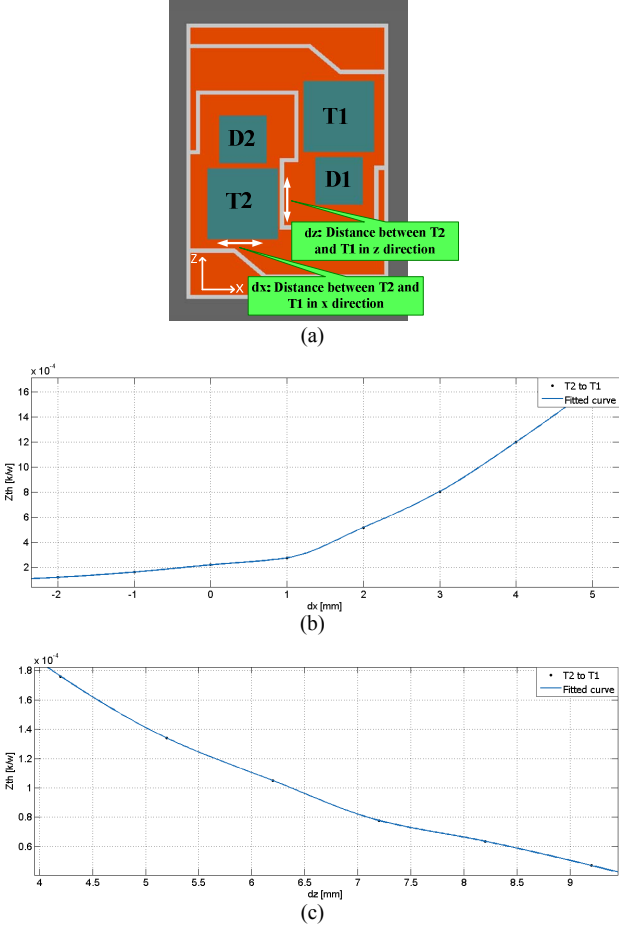 T1
D2
D1
T2
dz: Distance between T2
and T1 in z direction
Z
X
dx: Distance between T2 and
T1 in x direction
(a)
x 10⁻⁴
T2 to T1
Fitted curve
16
14
12
10
8
6
4
2
Zth [k/w]
-2 -1 0 1 2 3 4 5
dx [mm]
(b)
x 10⁻⁴
T2 to T1
Fitted curve
1.8
1.6
1.4
1.2
1
0.8
0.6
Zth [k/w]
4 4.5 5 5.5 6 6.5 7 7.5 8 8.5 9
dz [mm]
(c)